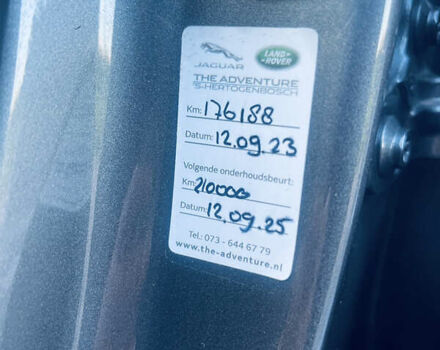 JAGUAR
LAND ROVER
THE ADVENTURE
'S-HERTOGENBOSCH
Km: 176188
Datum: 12.09.23
Volgende onderhoudsbeurt:
Km: 210000
Datum: 12.09.25
Tel.: 073 - 644 67 79
www.the-adventure.nl